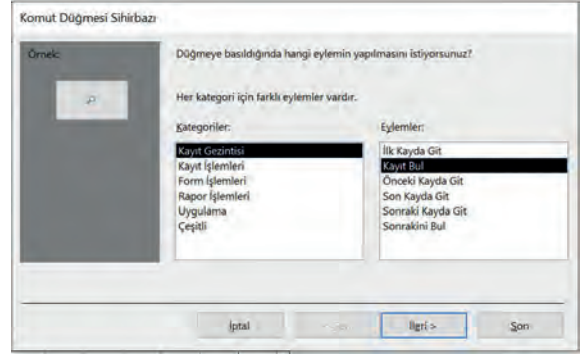 Komut Düğmesi Sihirbazı
Örnek:
Düğmeye basıldığında hangi eylemin yapılmasını istiyorsunuz?
Her kategori için farklı eylemler vardır.
Kategoriler:
Kayıt Gezintisi
Kayıt İşlemleri
Form İşlemleri
Rapor İşlemleri
Uygulama
Çeşitli
Eylemler:
İlk Kayda Git
Kayıt Bul
Önceki Kayda Git
Son Kayda Git
Sonraki Kayda Git
Sonrakini Bul
İptal
İleri >
Son